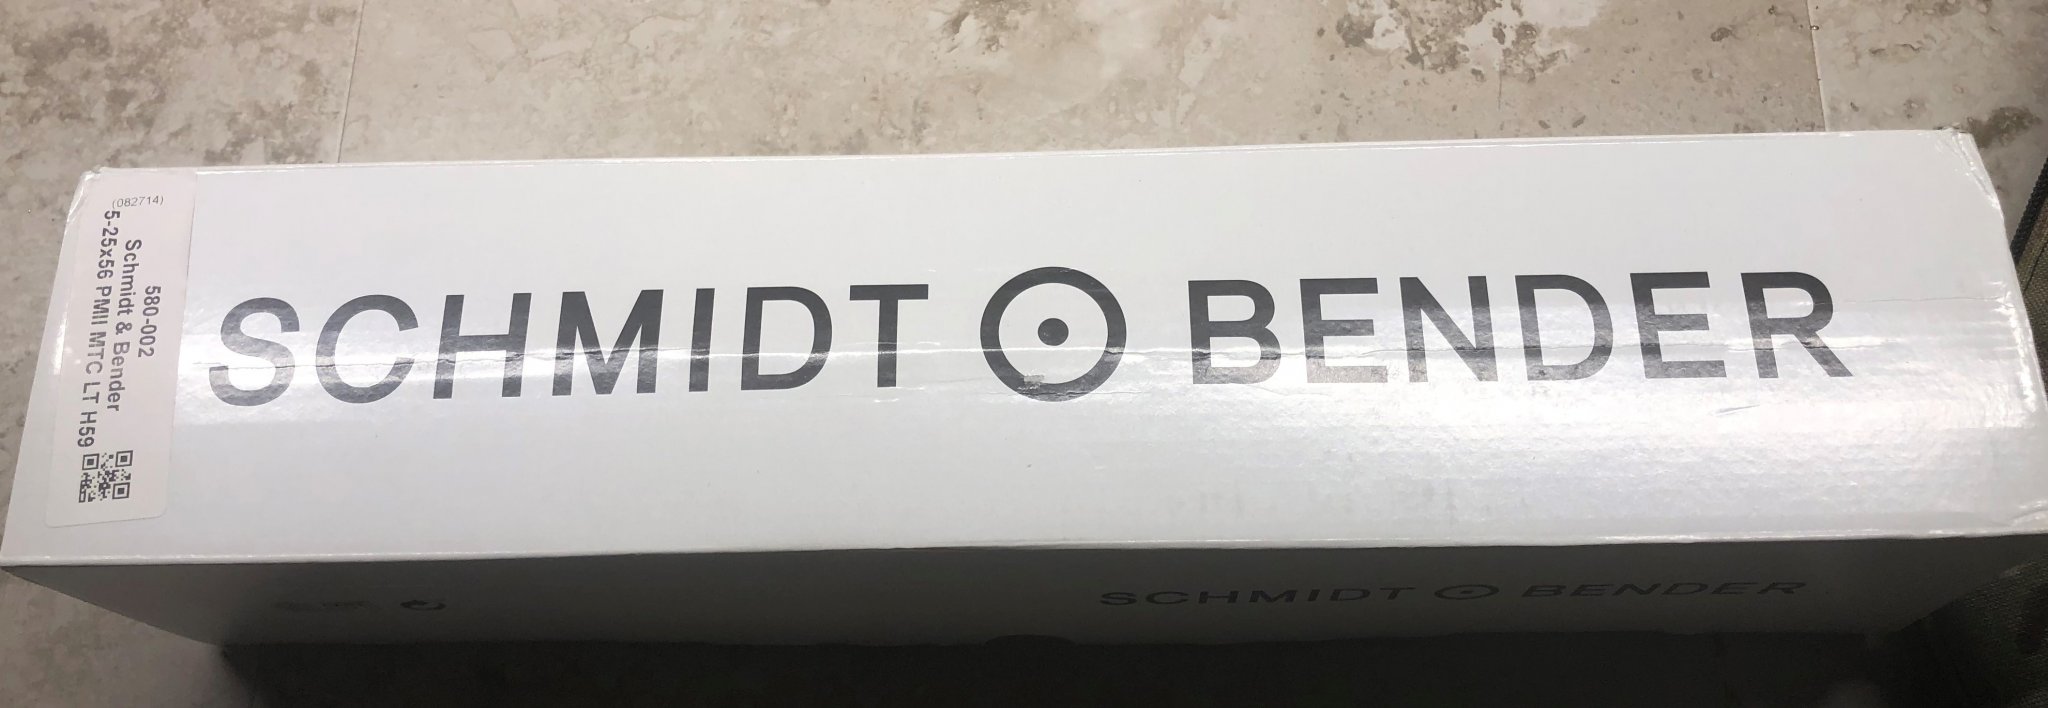 SCHMIDT BENDER
(082714)
580-002
Schmidt & Bender
5-25x56 PMII MTC LT H59
SCHMIDT BENDER